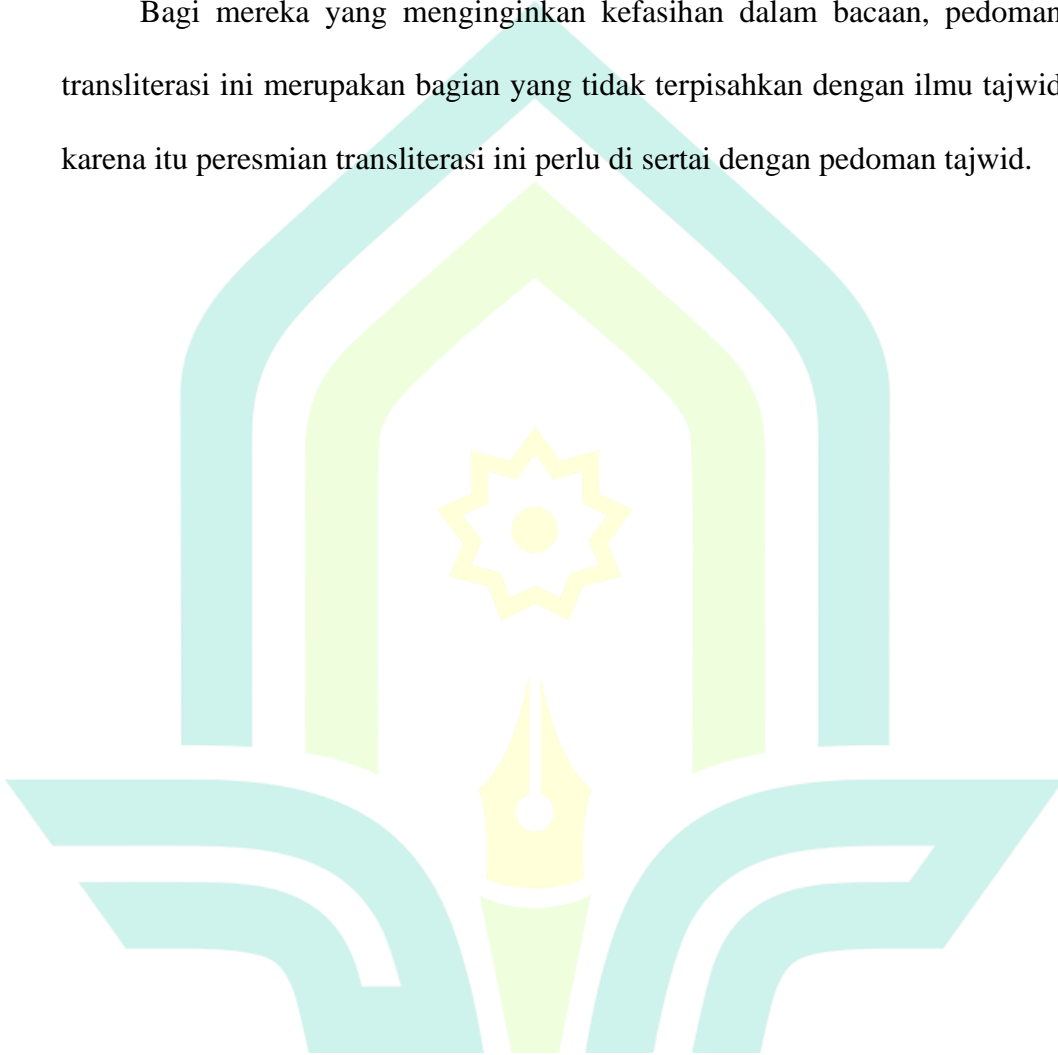 Bagi mereka yang menginginkan kefasihan dalam bacaan, pedoman
transliterasi ini merupakan bagian yang tidak terpisahkan dengan ilmu tajwid
karena itu peresmian transliterasi ini perlu di sertai dengan pedoman tajwid.